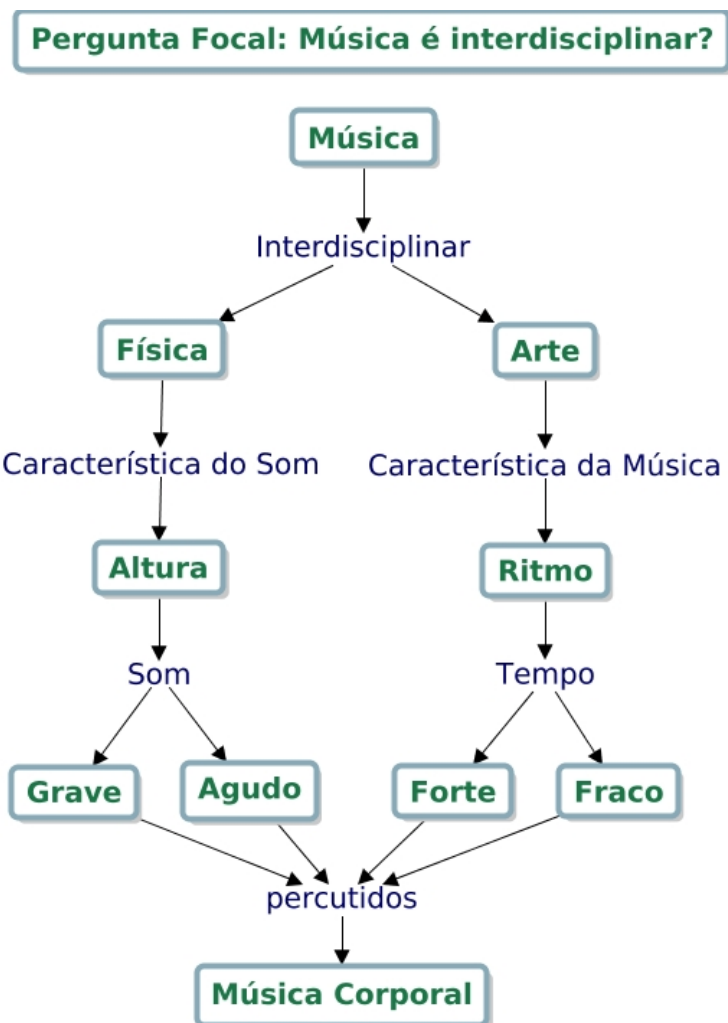 Pergunta Focal: Música é interdisciplinar?
Música
Interdisciplinar
Física
Arte
Característica do Som
Característica da Música
Altura
Ritmo
Som
Tempo
Grave
Agudo
Forte
Fraco
percutidos
Música Corporal